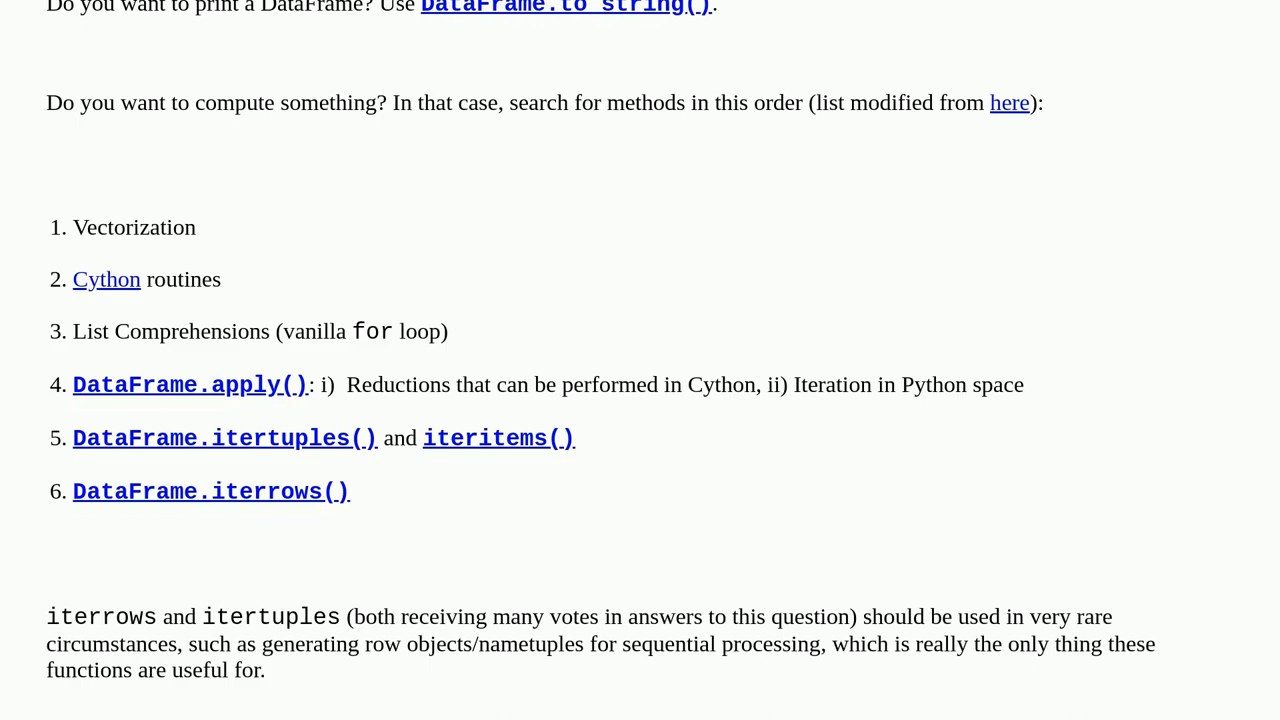 Do you want to print a DataFrame? Use DataFrame.to_string().
Do you want to compute something? In that case, search for methods in this order (list modified from here):
1. Vectorization
2. Cython routines
3. List Comprehensions (vanilla for loop)
4. DataFrame.apply(): i)  Reductions that can be performed in Cython, ii) Iteration in Python space
5. DataFrame.itertuples() and iteritems()
6. DataFrame.iterrows()
iterrows and itertuples (both receiving many votes in answers to this question) should be used in very rare
circumstances, such as generating row objects/nametuples for sequential processing, which is really the only thing these
functions are useful for.